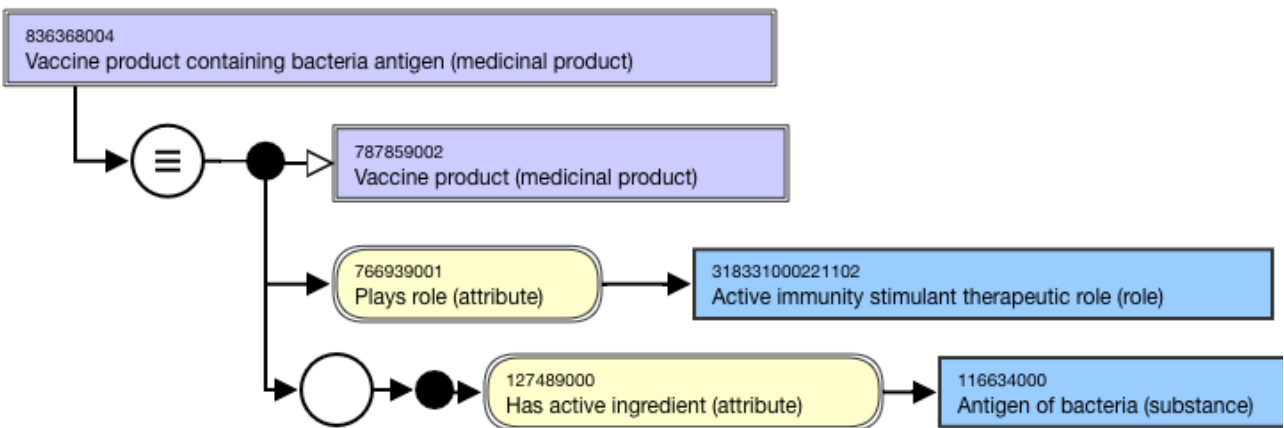 836368004
Vaccine product containing bacteria antigen (medicinal product)
787859002
Vaccine product (medicinal product)
766939001
Plays role (attribute)
318331000221102
Active immunity stimulant therapeutic role (role)
127489000
Has active ingredient (attribute)
116634000
Antigen of bacteria (substance)